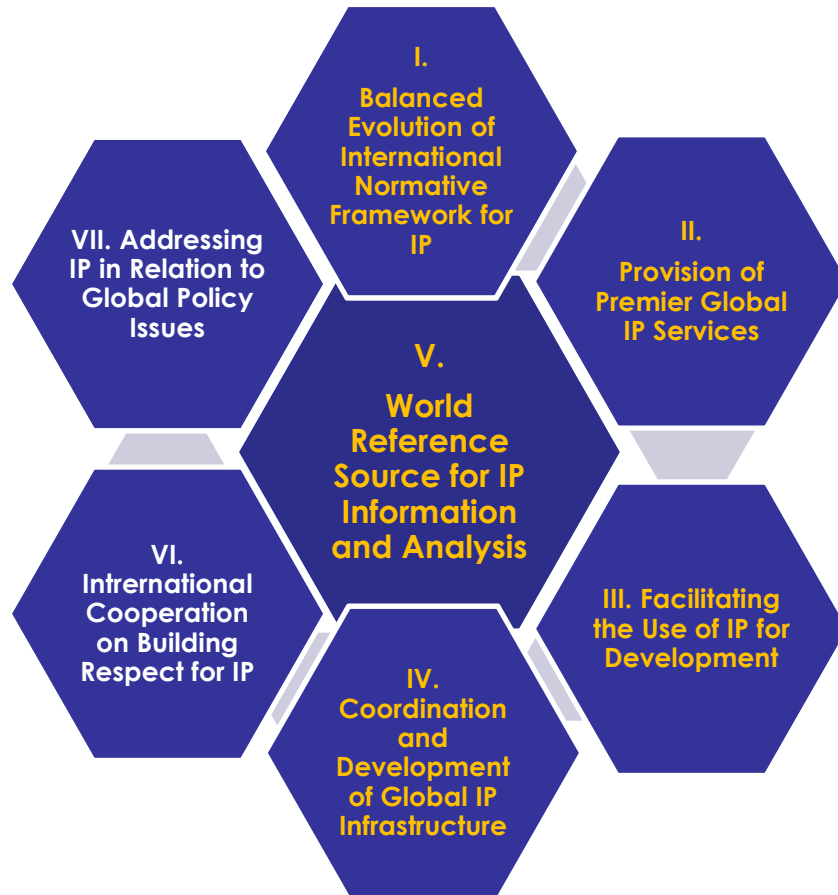 I.
Balanced
Evolution of
International
Normative
Framework for
IP
II.
Provision of
Premier Global
IP Services
III. Facilitating
the Use of IP for
Development
IV.
Coordination
and
Development
of Global IP
Infrastructure
V.
World
Reference
Source for IP
Information
and Analysis
VI.
Intrernational
Cooperation
on Building
Respect for IP
VII. Addressing
IP in Relation to
Global Policy
Issues